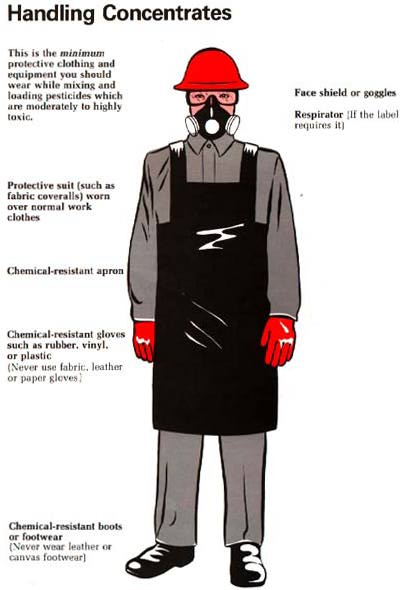 Handling Concentrates
This is the minimum
protective clothing and
equipment you should
wear while mixing and
loading pesticides which
are moderately to highly
toxic.
Face shield or goggles
Respirator (If the label
requires it)
Protective suit (such as
fabric coveralls) worn
over normal work
clothes
Chemical-resistant apron
Chemical-resistant gloves
such as rubber, vinyl,
or plastic
(Never use fabric, leather
or paper gloves)
Chemical-resistant boots
or footwear
(Never wear leather or
canvas footwear)